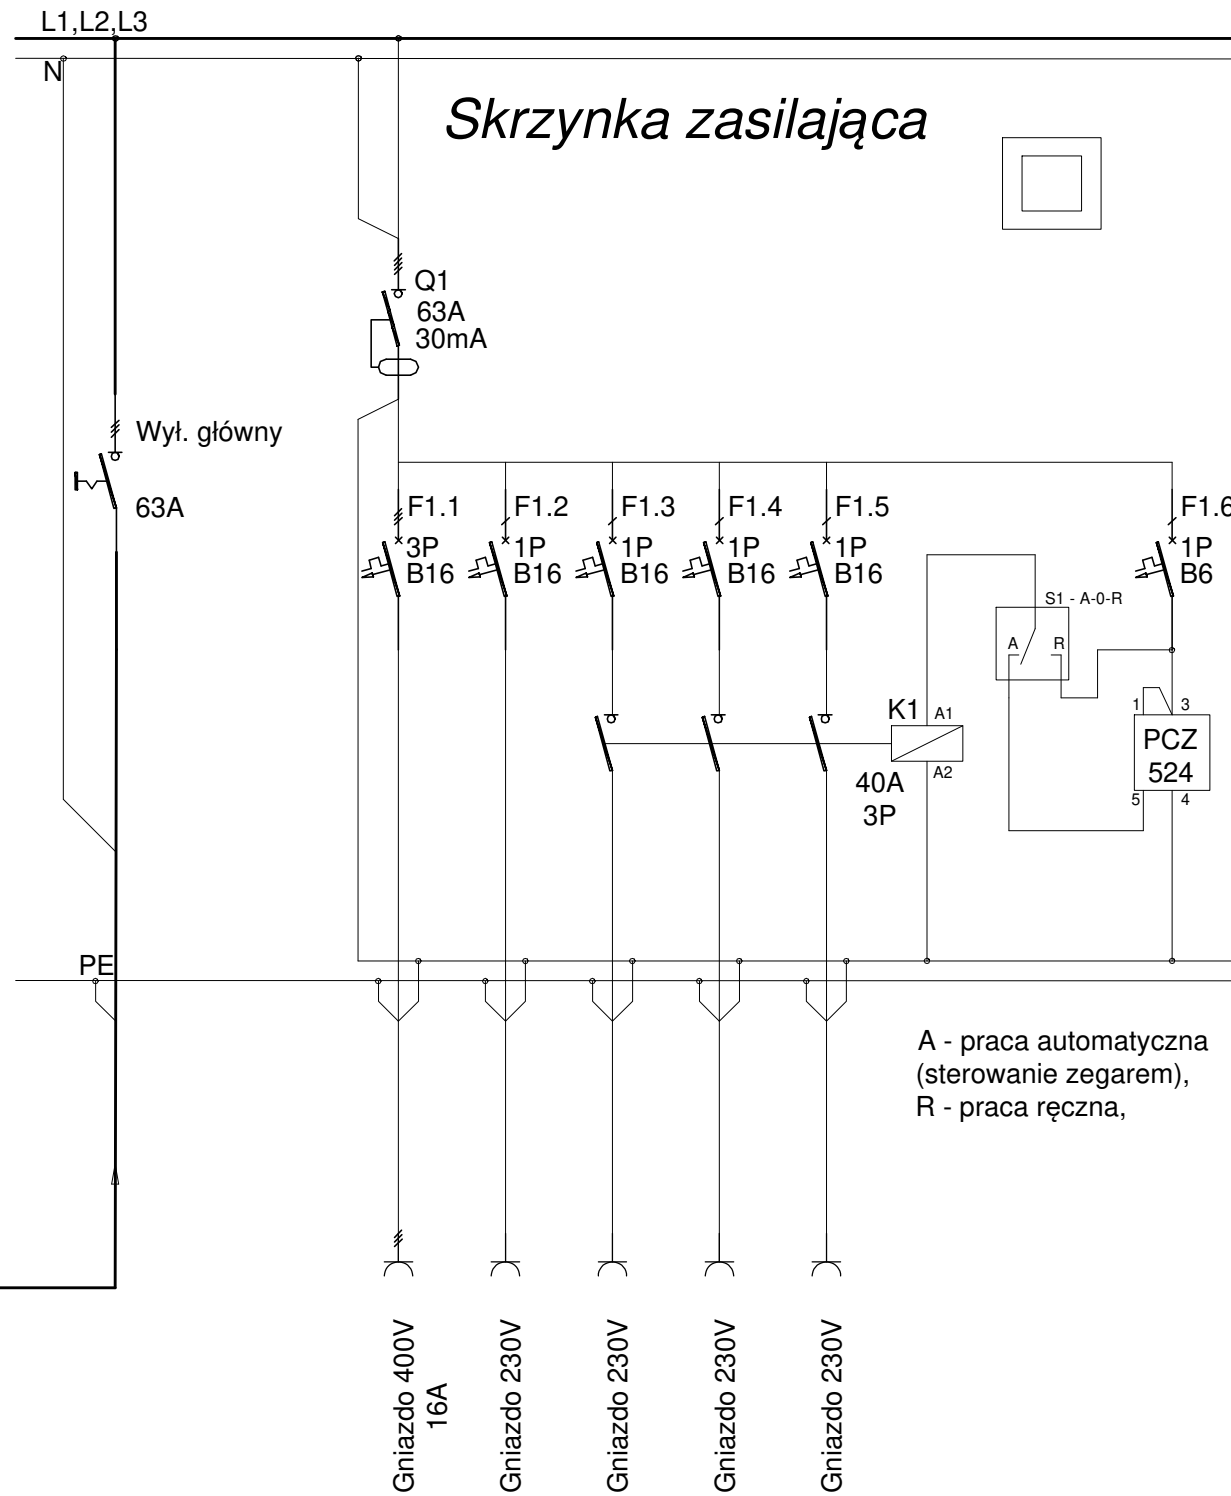 L1,L2,L3
N
Skrzynka zasilająca
Q1
63A
30mA
Wył. główny
63A
F1.1
3P
B16
F1.2
1P
B16
F1.3
1P
B16
F1.4
1P
B16
F1.5
1P
B16
F1.6
1P
B6
S1 - A-0-R
A
R
K1
A1
A2
40A
3P
1
3
PCZ
524
5
4
PE
A - praca automatyczna
(sterowanie zegarem),
R - praca ręczna,
Gniazdo 400V
16A
Gniazdo 230V
Gniazdo 230V
Gniazdo 230V
Gniazdo 230V